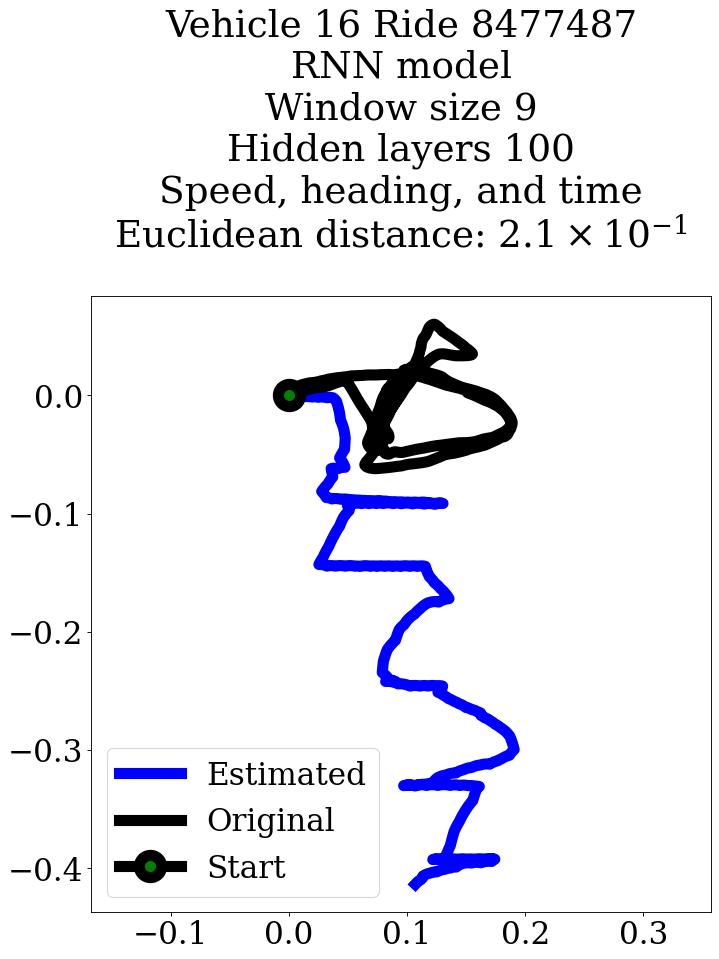 Vehicle 16 Ride 8477487
RNN model
Window size 9
Hidden layers 100
Speed, heading, and time
Euclidean distance: 2.1 × 10⁻¹
0.0
−0.1
−0.2
−0.3
−0.4
Estimated
Original
Start
−0.1 0.0 0.1 0.2 0.3